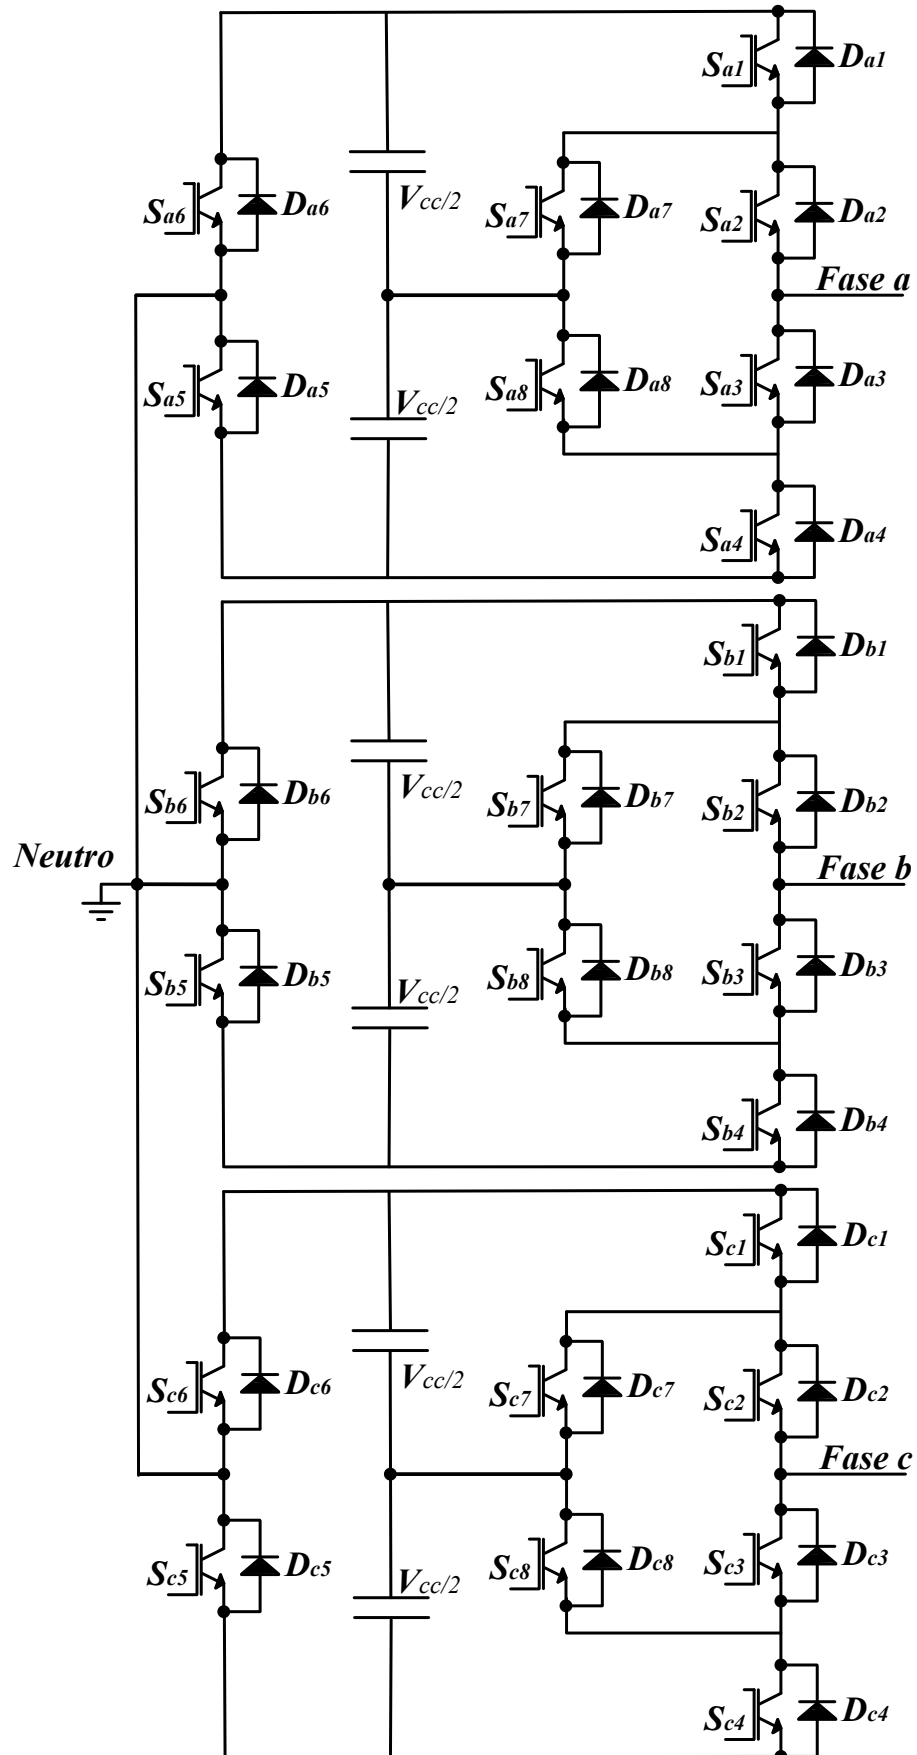 Sa1 Da1
Sa6 Da6 Vcc/2 Sa7 Da7 Sa2 Da2
Fase a
Sa5 Da5 Vcc/2 Sa8 Da8 Sa3 Da3
Sa4 Da4
Sb1 Db1
Sb6 Db6 Vcc/2 Sb7 Db7 Sb2 Db2
Neutro Fase b
Sb5 Db5 Vcc/2 Sb8 Db8 Sb3 Db3
Sb4 Db4
Sc1 Dc1
Sc6 Dc6 Vcc/2 Sc7 Dc7 Sc2 Dc2
Fase c
Sc5 Dc5 Vcc/2 Sc8 Dc8 Sc3 Dc3
Sc4 Dc4